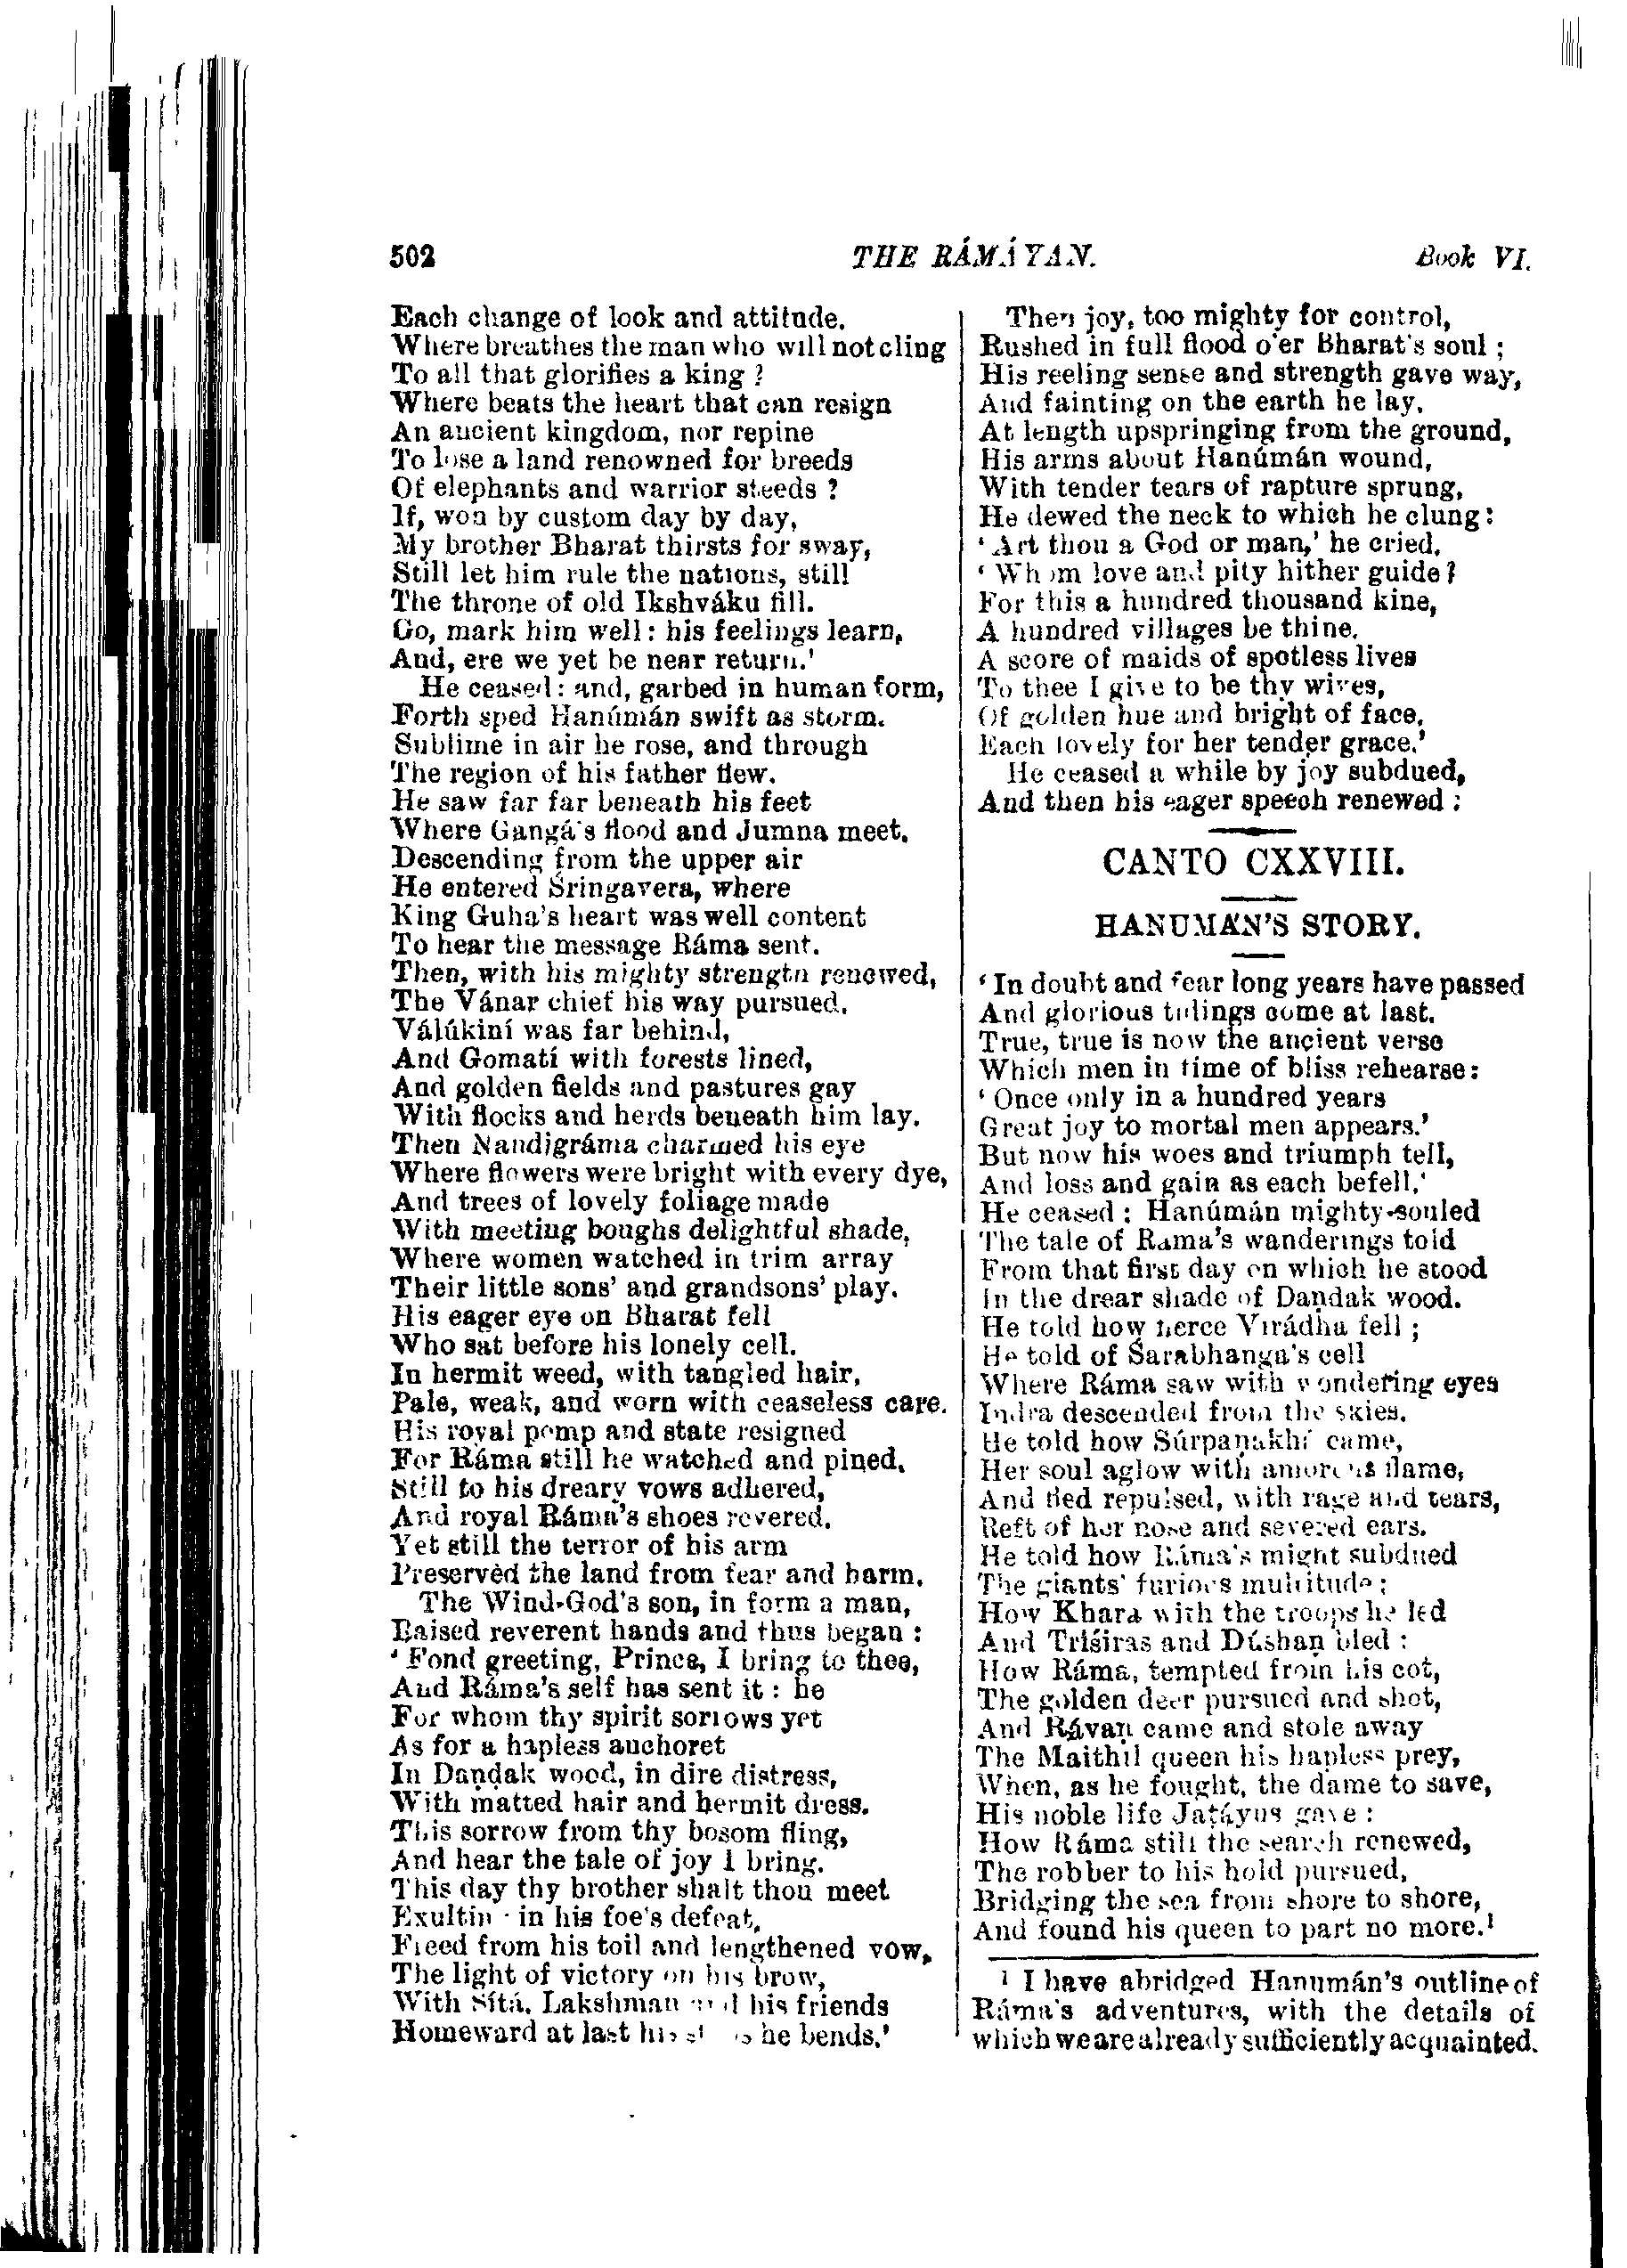 502 THE RÁMÁYAN. Book VI.
Each change of look and attitude.
Where breathes the man who will not cling
To all that glorifies a king ?
Where beats the heart that can resign
An ancient kingdom, nor repine
To lose a land renowned for breeds
Of elephants and warrior steeds ?
If, won by custom day by day,
My brother Bharat thirsts for sway,
Still let him rule the nations, still
The throne of old Ikshváku fill.
Go, mark him well : his feelings learn,
And, ere we yet be near return.'
He ceased : and, garbed in human form,
Forth sped Hanúmán swift as storm.
Sublime in air he rose, and through
The region of his father flew.
He saw far far beneath his feet
Where Gangá's flood and Jumna meet.
Descending from the upper air
He entered Śringavera, where
King Guha's heart was well content
To hear the message Ráma sent.
Then, with his mighty strength renewed,
The Vánar chief his way pursued.
Válúkiní was far behind,
And Gomatí with forests lined,
And golden fields and pastures gay
With flocks and herds beneath him lay.
Then Nandigráma charmed his eye
Where flowers were bright with every dye,
And trees of lovely foliage made
With meeting boughs delightful shade,
Where women watched in trim array
Their little sons' and grandsons' play.
His eager eye on Bharat fell
Who sat before his lonely cell.
In hermit weed, with tangled hair,
Pale, weak, and worn with ceaseless care.
His royal pomp and state resigned
For Ráma still he watched and pined.
Still to his dreary vows adhered,
And royal Ráma's shoes revered.
Yet still the terror of his arm
Preservèd the land from fear and harm.
The Wind-God's son, in form a man,
Raised reverent hands and thus began :
' Fond greeting, Prince, I bring to thee,
And Ráma's self has sent it : he
For whom thy spirit sorrows yet
As for a hapless anchoret
In Daṇḍak wood, in dire distress,
With matted hair and hermit dress.
This sorrow from thy bosom fling,
And hear the tale of joy I bring.
This day thy brother shalt thou meet
Exultin in his foe's defeat,
Freed from his toil and lengthened vow,
The light of victory on his brow,
With Sítá, Lakshman and his friends
Homeward at last his he bends.'
Then joy, too mighty for control,
Rushed in full flood o'er Bharat's soul ;
His reeling sense and strength gave way,
And fainting on the earth he lay.
At length upspringing from the ground,
His arms about Hanúmán wound,
With tender tears of rapture sprung,
He dewed the neck to which he clung :
' Art thou a God or man,' he cried,
' Whom love and pity hither guide ?
For this a hundred thousand kine,
A hundred villages be thine.
A score of maids of spotless lives
To thee I give to be thy wives,
Of golden hue and bright of face,
Each lovely for her tender grace.'
He ceased a while by joy subdued,
And then his eager speech renewed :
CANTO CXXVIII.
HANUMÁN'S STORY.
' In doubt and fear long years have passed
And glorious tidings come at last.
True, true is now the ancient verse
Which men in time of bliss rehearse :
' Once only in a hundred years
Great joy to mortal men appears.'
But now his woes and triumph tell,
And loss and gain as each befell.'
He ceased : Hanúmán mighty-souled
The tale of Rama's wanderings told
From that first day on which he stood
In the drear shade of Daṇdak wood.
He told how fierce Virádha fell ;
He told of Śarabhanga's cell
Where Ráma saw with wondering eyes
Indra descended from the skies.
He told how Súrpaṇakhí came,
Her soul aglow with amorous flame,
And fled repulsed, with rage and tears,
Reft of her nose and severed ears.
He told how Ráma's might subdued
The giants' furious multitude ;
How Khara with the troops he led
And Triśiras and Dúshaṇ bled :
How Ráma, tempted from his cot,
The golden deer pursued and shot,
And Rávaṇ came and stole away
The Maithil queen his hapless prey,
When, as he fought, the dame to save,
His noble life Jaṭáyus gave :
How Ráma still the search renewed,
The robber to his hold pursued,
Bridging the sea from shore to shore,
And found his queen to part no more.¹
¹ I have abridged Hanumán's outline of
Ráma's adventures, with the details of
which we are already sufficiently acquainted.